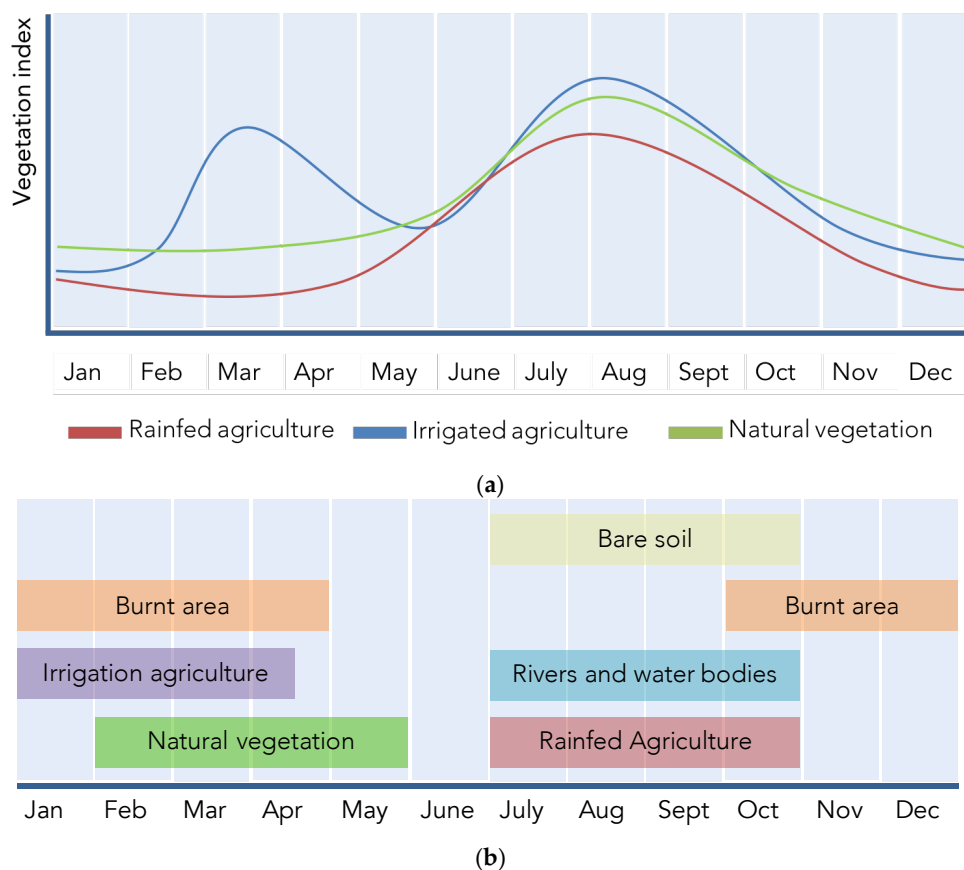 Vegetation index
Jan Feb Mar Apr May June July Aug Sept Oct Nov Dec
Rainfed agriculture Irrigated agriculture Natural vegetation
(a)
Bare soil
Burnt area Burnt area
Irrigation agriculture Rivers and water bodies
Natural vegetation Rainfed Agriculture
Jan Feb Mar Apr May June July Aug Sept Oct Nov Dec
(b)